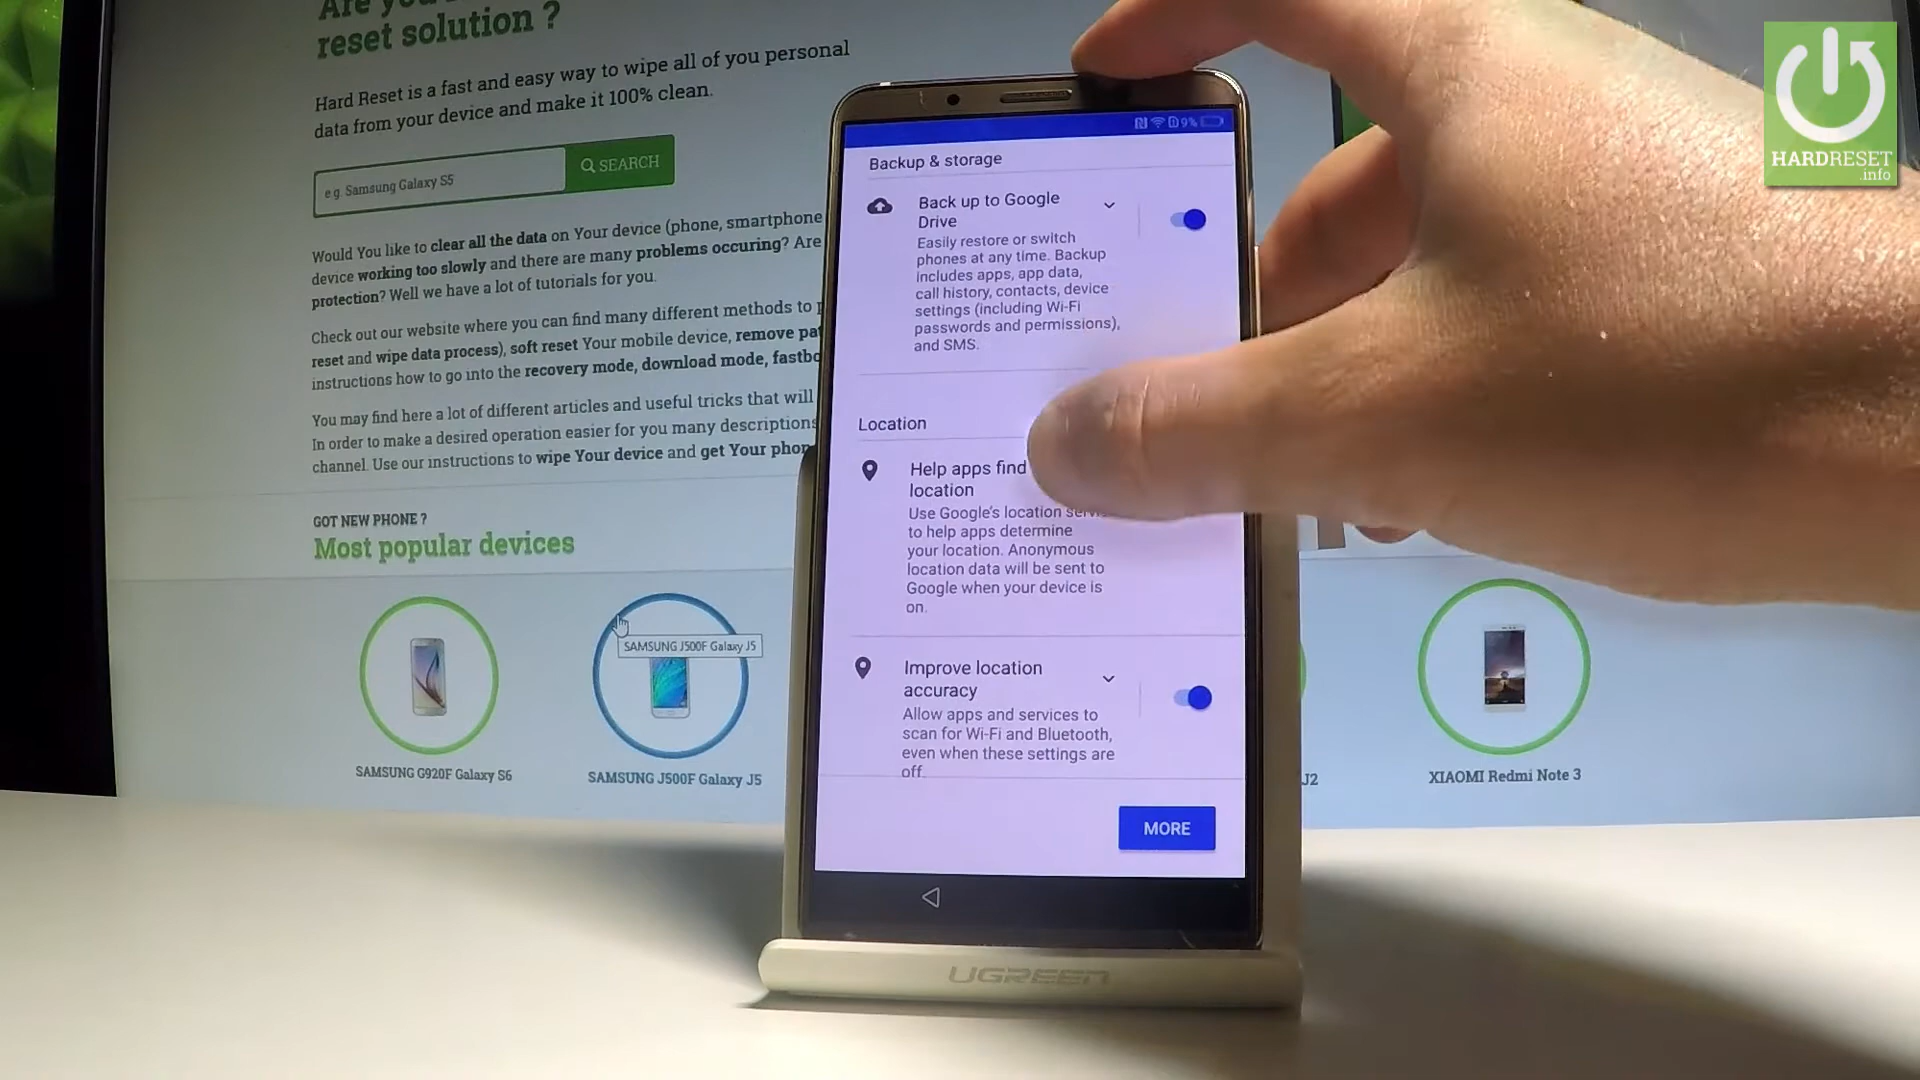 Are you
reset solution ?
Hard Reset is a fast and easy way to wipe all of you personal
data from your device and make it 100% clean.
e.g. Samsung Galaxy S5
SEARCH
Would You like to clear all the data on Your device (phone, smartphone
device working too slowly and there are many problems occuring? Are
protection? Well we have a lot of tutorials for you.
Check out our website where you can find many different methods to
reset and wipe data process), soft reset Your mobile device, remove
instructions how to go into the recovery mode, download mode,
You may find here a lot of different articles and useful tricks that will
In order to make a desired operation easier for you many descriptions
channel. Use our instructions to wipe Your device and get Your
GOT NEW PHONE ?
Most popular devices
SAMSUNG J500F Galaxy J5
SAMSUNG G920F Galaxy S6
SAMSUNG J500F Galaxy J5
J2
XIAOMI Redmi Note 3
9%
Backup & storage
Back up to Google
Drive
Easily restore or switch
phones at any time. Backup
includes apps, app data,
call history, contacts, device
settings (including Wi-Fi
passwords and permissions),
and SMS.
Location
Help apps find
location
Use Google's location
to help apps determine
your location. Anonymous
location data will be sent to
Google when your device is
on.
Improve location
accuracy
Allow apps and services to
scan for Wi-Fi and Bluetooth,
even when these settings are
off.
MORE
UGREEN
HARDRESET
.info